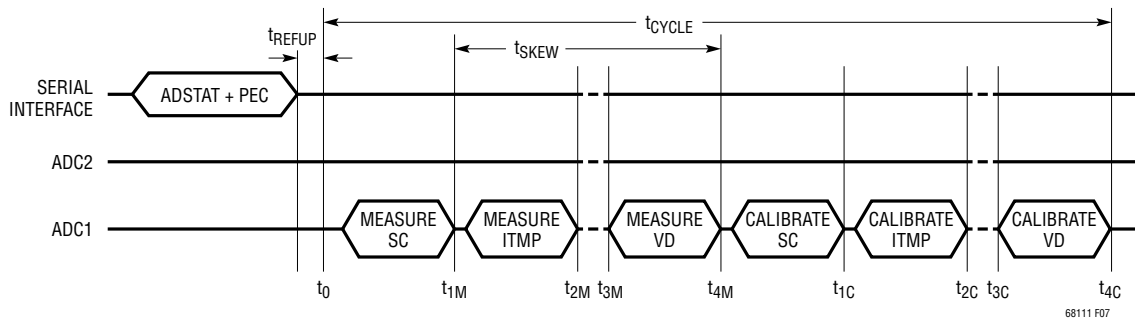 tCYCLE
tREFUP
tSKEW
SERIAL
INTERFACE
ADSTAT + PEC
ADC2
ADC1
MEASURE
SC
MEASURE
ITMP
MEASURE
VD
CALIBRATE
SC
CALIBRATE
ITMP
CALIBRATE
VD
t0
t1M
t2M
t3M
t4M
t1C
t2C
t3C
t4C
68111 F07